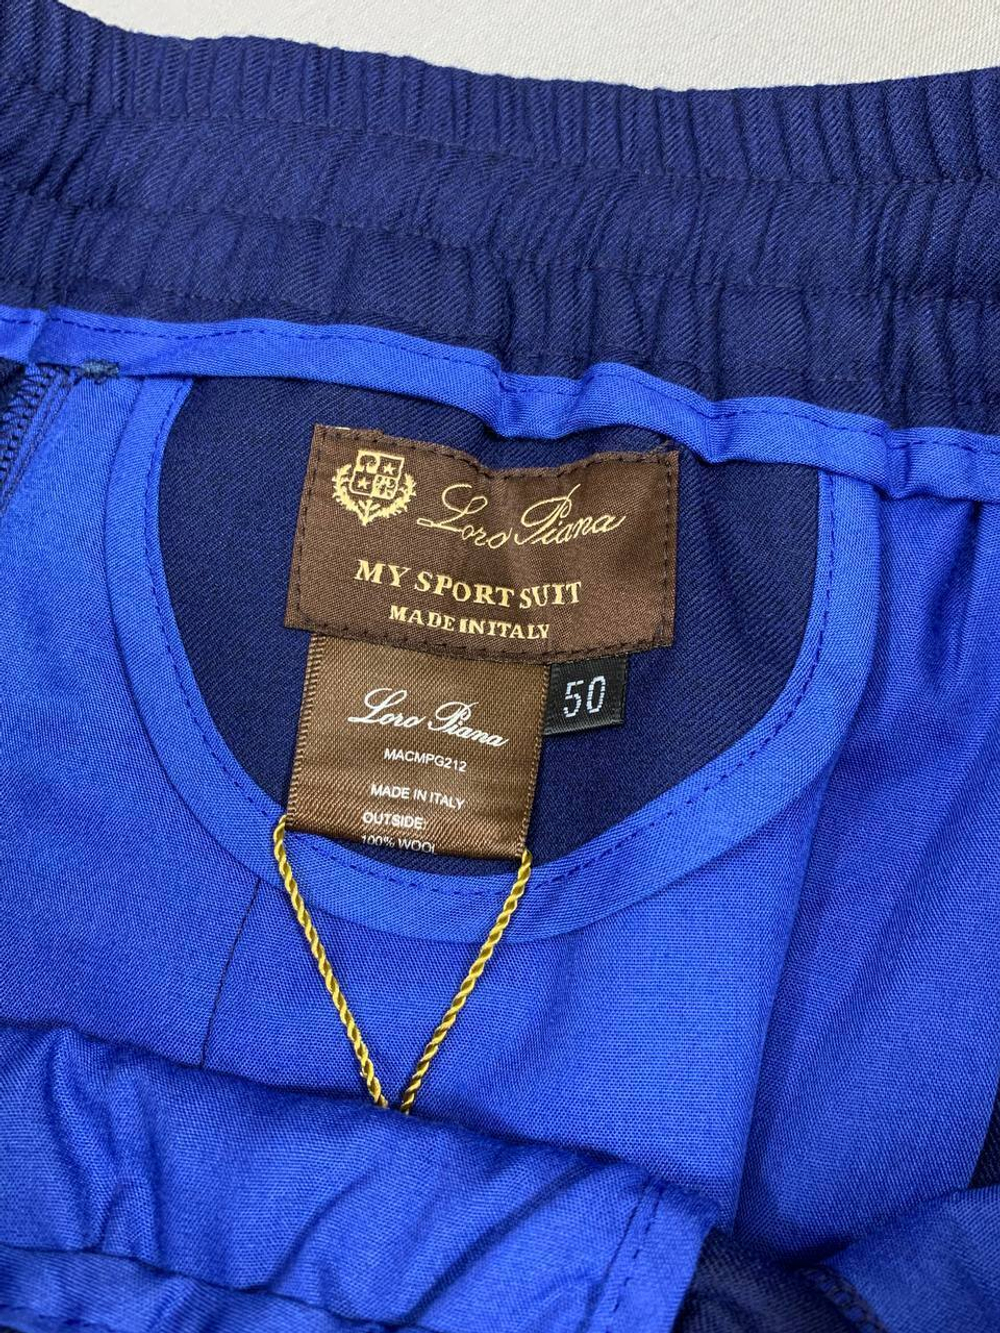 Loro Piana
MY SPORT SUIT
MADE IN ITALY
50
Loro Piana
MACMPG212
MADE IN ITALY
OUTSIDE:
100% WOOL